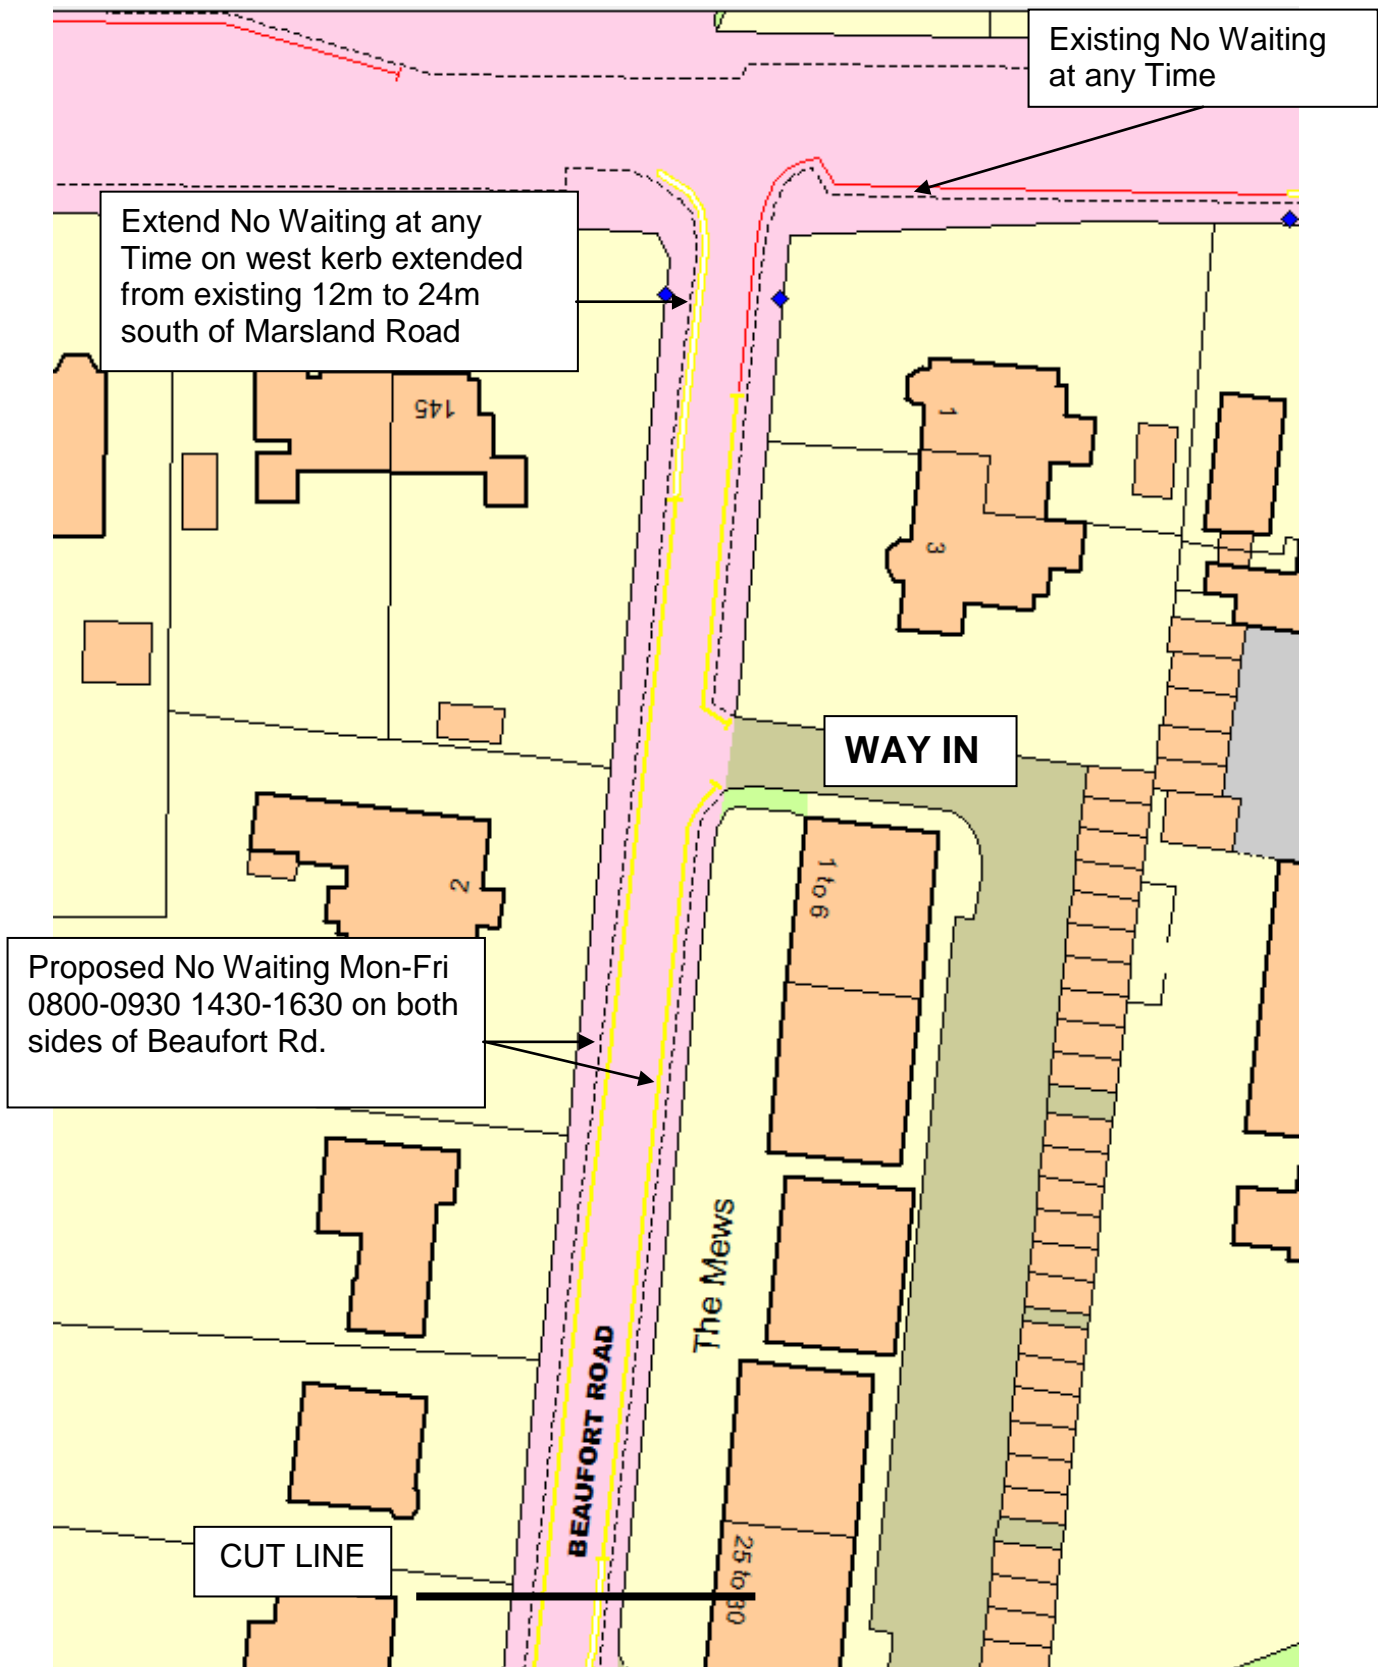 Existing No Waiting
at any Time
Extend No Waiting at any
Time on west kerb extended
from existing 12m to 24m
south of Marsland Road
145
1
3
WAY IN
2
1 to 6
Proposed No Waiting Mon-Fri
0800-0930 1430-1630 on both
sides of Beaufort Rd.
The Mews
BEAUFORT ROAD
CUT LINE
25 to 30